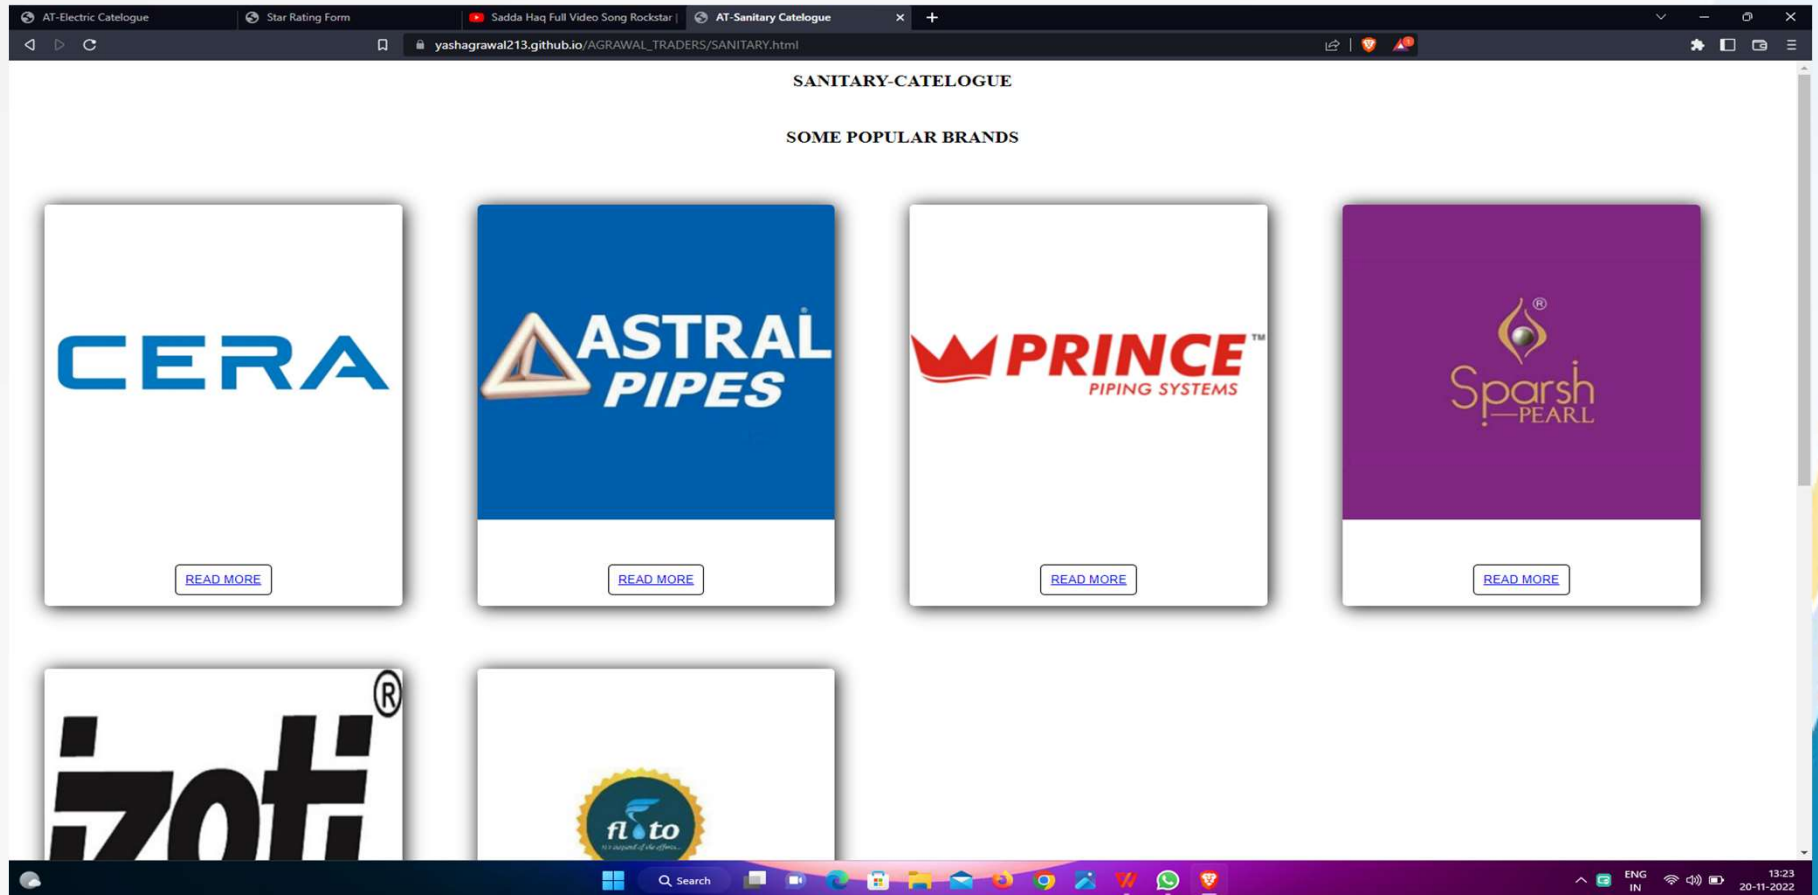 AT-Electric Catelogue
Star Rating Form
Sadda Haq Full Video Song Rockstar |
AT-Sanitary Catelogue
yashagrawal213.github.io/AGRAWAL_TRADERS/SANITARY.html
SANITARY-CATELOGUE
SOME POPULAR BRANDS
CERA
ASTRAL
PIPES
PRINCE™
PIPING SYSTEMS
®
Sparsh
PEARL
READ MORE
READ MORE
READ MORE
READ MORE
®
izoti
flito
Search
ENG
IN
13:23
20-11-2022